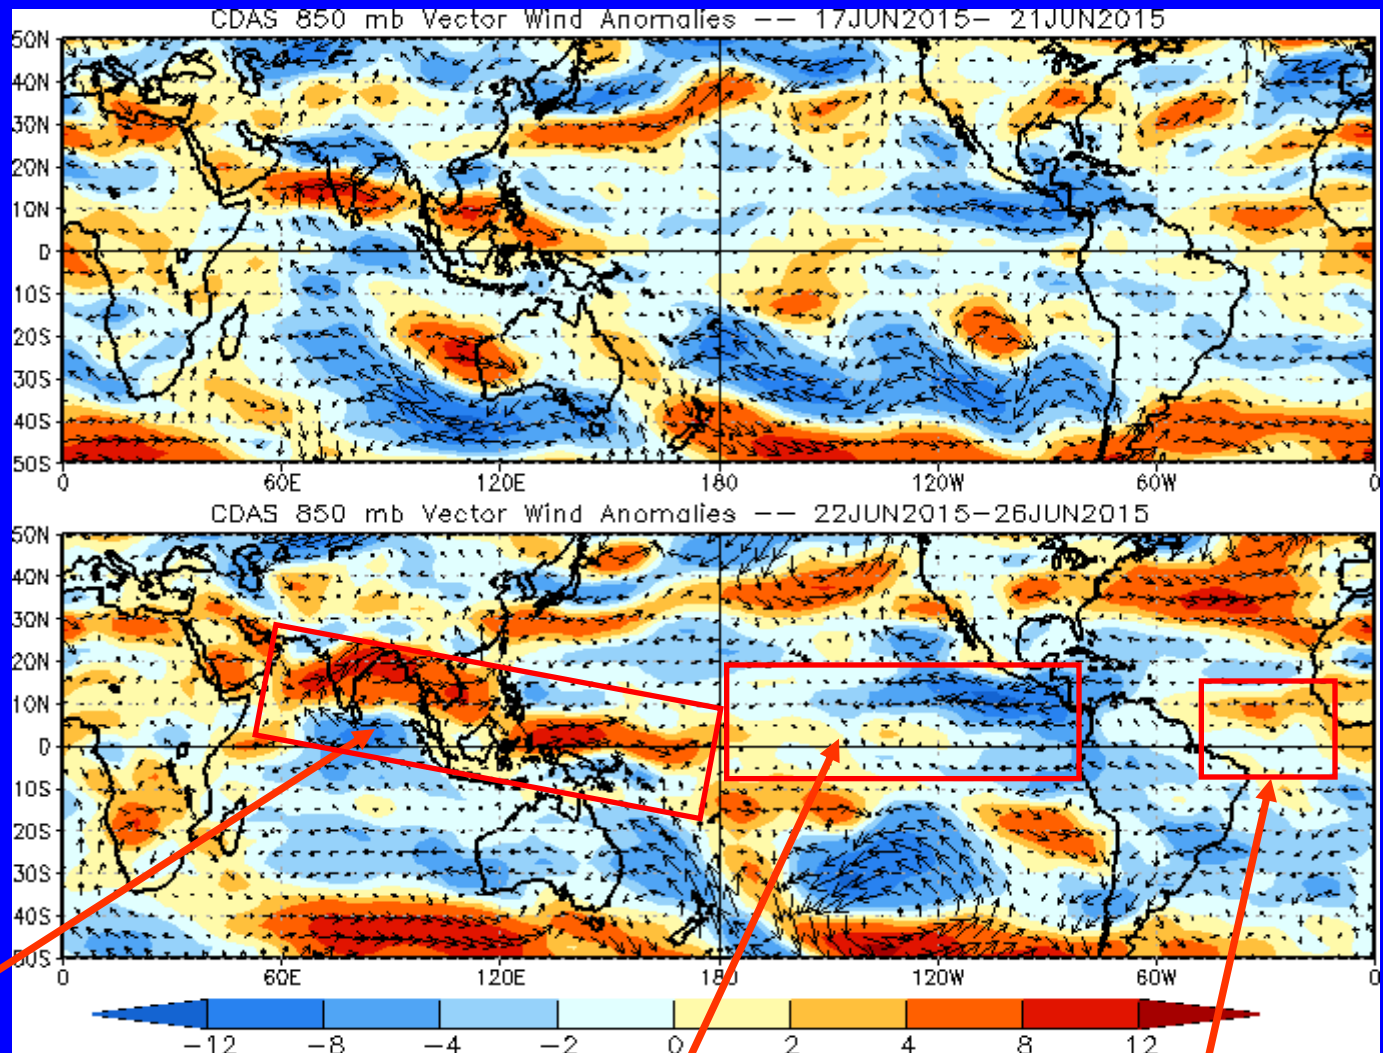 CDAS 850 mb Vector Wind Anomalies -- 17JUN2015- 21JUN2015
50N
40N
30N
20N
10N
0
10S
20S
30S
40S
50S
0 60E 120E 180 120W 60W 0
CDAS 850 mb Vector Wind Anomalies -- 22JUN2015-26JUN2015
50N
40N
30N
20N
10N
0
10S
20S
30S
40S
50S
0 60E 120E 180 120W 60W 0
-12 -8 -4 -2 0 2 4 8 12